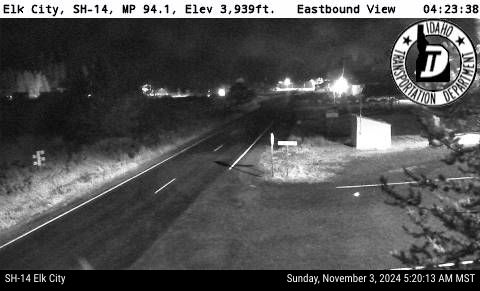 Elk City, SH-14, MP 94.1, Elev 3,939ft. Eastbound View 04:23:38
IDAHO
TRANSPORTATION DEPARTMENT
SH-14 Elk City Sunday, November 3, 2024 5:20:13 AM MST